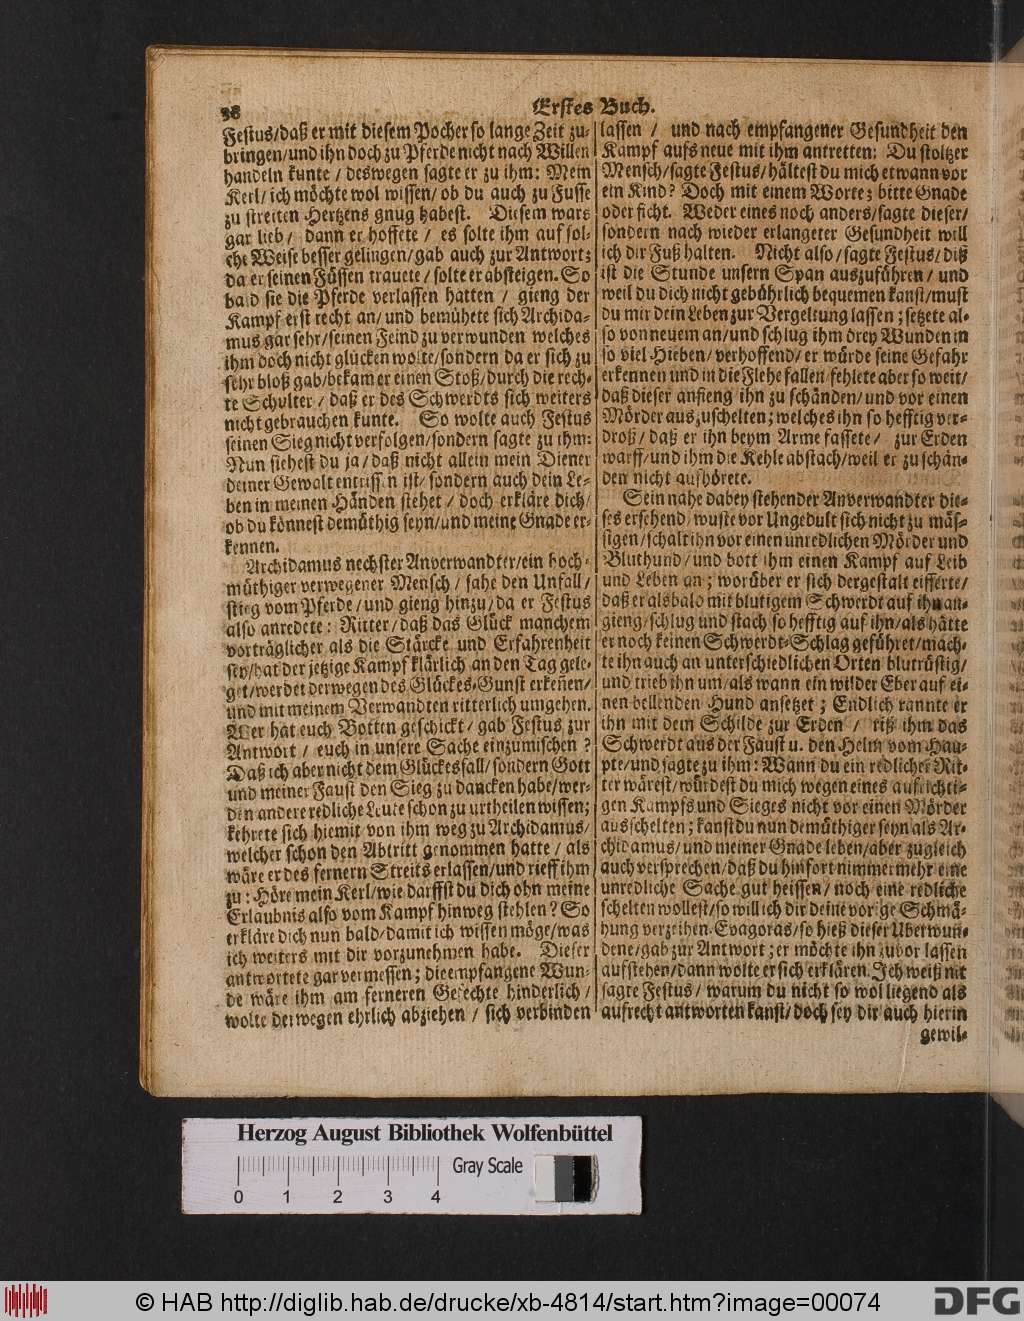 38
Erstes Buch.
Festus/daß er mit diesem Pocher so lange Zeit zu-
bringen/und ihn doch zu Pferde nicht nach Willen
handeln kunte / deswegen sagte er zu ihm: Mein
Kerl/ ich möchte wol wissen/ ob du auch zu Fusse
zu streiten Hertzens gnug habest. Diesem wars
gar lieb/ dann er hoffete / es solte ihm auf sol-
che Weise besser gelingen/gab auch zur Antwort;
da er seinen Füssen trauete / solte er absteigen. So
bald sie die Pferde verlassen hatten / gieng der
Kampf erst recht an/und bemühete sich Archida-
mus gar sehr/seinen Feind zu verwunden welches
ihm doch nicht glücken wolte/sondern da er sich zu
sehr bloß gab/bekam er einen Stoß/durch die rech-
te Schulter / daß er des Schwerdts sich weiters
nicht gebrauchen kunte. So wolte auch Festus
seinen Sieg nicht verfolgen/sondern sagte zu ihm:
Nun siehest du ja/daß nicht allein mein Diener
deiner Gewalt entrissen ist/ sondern auch dein Le-
ben in meinen Händen stehet / doch erkläre dich/
ob du könnest demüthig seyn/und meine Gnade er-
kennen.
Archidamus nechster Anverwandter/ein hoch-
müthiger verwegener Mensch / sahe den Unfall /
stieg vom Pferde /und gieng hinzu/da er Festus
also anredete: Ritter/daß das Glück manchem
vorträglicher als die Stärcke und Erfahrenheit
sey/hat der jetzige Kampf klärlich an den Tag gele-
get/werdet derwegen des Glückes-Gunst erkeñen/
und mit meinem Verwandten ritterlich umgehen.
Wer hat euch Botten geschickt/ gab Festus zur
Antwort / euch in unsere Sache einzumischen ?
Daß ich aber nicht dem Glückesfall/sondern Gott
und meiner Faust den Sieg zu dancken habe/wer-
den andere redliche Leute schon zu urtheilen wissen;
kehrete sich hiemit von ihm weg zu Archidamus/
welcher schon den Abtritt genommen hatte / als
wäre er des fernern Streits erlassen/und rieff ihm
zu: Höre mein Kerl/wie darffst du dich ohn meine
Erlaubnis also vom Kampf hinweg stehlen? So
erkläre dich nun bald/damit ich wissen möge/was
ich weiters mit dir vorzunehmen habe. Dieser
antwortete gar vermessen; die empfangene Wun-
de wäre ihm am ferneren Gefechte hinderlich /
wolte derwegen ehrlich abziehen / sich verbinden
lassen / und nach empfangener Gesundheit den
Kampf aufs neue mit ihm antretten: Du stoltzer
Mensch/sagte Festus/hältest du mich etwann vor
ein Kind? Doch mit einem Worte; bitte Gnade
oder ficht. Weder eines noch anders/sagte dieser/
sondern nach wieder erlangeter Gesundheit will
ich dir Fuß halten. Nicht also/sagte Festus/diß
ist die Stunde unsern Span auszuführen/ und
weil du dich nicht gebührlich bequemen kanst/must
du mir dein Leben zur Vergeltung lassen ; setzete al-
so von neuem an/und schlug ihm drey Wunden in
so viel Hieben/ verhoffend/ er würde seine Gefahr
erkennen und in die Flehe fallen/fehlete aber so weit/
daß dieser anfieng ihn zu schänden/und vor einen
Mörder auszuschelten; welches ihn so hefftig ver-
droß/ daß er ihn beym Arme fassete/ zur Erden
warff/und ihm die Kehle abstach/weil er zu schän-
den nicht aufhörete.
Sein nahe dabey stehender Anverwandter die-
ses ersehend/wuste vor Ungedult sich nicht zu mäs-
sigen/schalt ihn vor einen unredlichen Mörder und
Bluthund/und bott ihm einen Kampf auf Leib
und Leben an ; worüber er sich dergestalt eifferte/
daß er alsbald mit blutigem Schwerdt auf ihn an-
gieng/schlug und stach so hefftig auf ihn/als hätte
er noch keinen Schwerdt-Schlag geführet/mach-
te ihn auch an unterschiedlichen Orten blutrüstig/
und trieb ihn um/als wann ein wilder Eber auf ei-
nen bellenden Hund ansetzet ; Endlich rannte er
ihn mit dem Schilde zur Erden / riß ihm das
Schwerdt aus der Faust u. den Helm vom Hau-
pte/und sagte zu ihm: Wann du ein redlicher Rit-
ter wärest/würdest du mich wegen eines aufrichti-
gen Kampfs und Sieges nicht vor einen Mörder
ausschelten ; kanst du nun demüthiger seyn als Ar-
chidamus/und meiner Gnade leben/aber zugleich
auch versprechen/daß du hinfort nimmermehr eine
unredliche Sache gut heissen/ noch eine redliche
schelten wollest/so will ich dir deine vorige Schmä-
hung verzeihen. Evagoras/so hieß dieser Uberwun-
dene/gab zur Antwort ; er möchte ihn zuvor lassen
aufstehen/dann wolte er sich erklären. Ich weiß nit
sagte Festus/ warum du nicht so wol liegend als
aufrecht antworten kanst/doch sey dir auch hierin
gewil-
Herzog August Bibliothek Wolfenbüttel
Gray Scale
0 1 2 3 4
© HAB http://diglib.hab.de/drucke/xb-4814/start.htm?image=00074
DFG